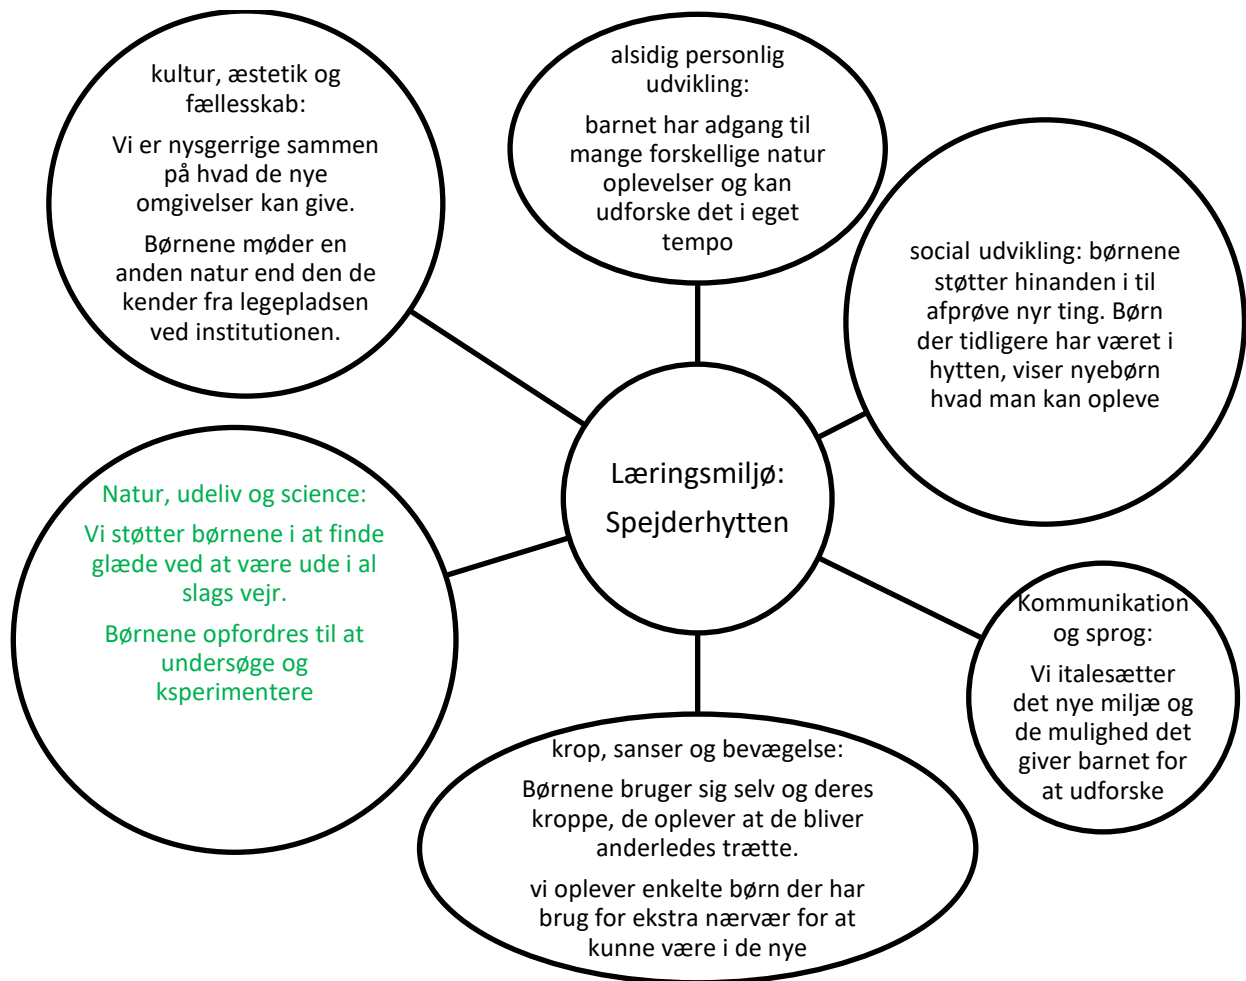 kultur, æstetik og
fællesskab:
Vi er nysgerrige sammen
på hvad de nye
omgivelser kan give.
Børnene møder en
anden natur end den de
kender fra legepladsen
ved institutionen.
alsidig personlig
udvikling:
barnet har adgang til
mange forskellige natur
oplevelser og kan
udforske det i eget
tempo
social udvikling: børnene
støtter hinanden i til
afprøve nyr ting. Børn
der tidligere har været i
hytten, viser nyebørn
hvad man kan opleve
Læringsmiljø:
Spejderhytten
Natur, udeliv og science:
Vi støtter børnene i at finde
glæde ved at være ude i al
slags vejr.
Børnene opfordres til at
undersøge og
ksperimentere
Kommunikation
og sprog:
Vi italesætter
det nye miljæ og
de mulighed det
giver barnet for
at udforske
krop, sanser og bevægelse:
Børnene bruger sig selv og deres
kroppe, de oplever at de bliver
anderledes trætte.
vi oplever enkelte børn der har
brug for ekstra nærvær for at
kunne være i de nye